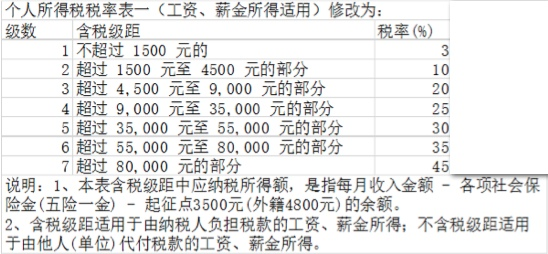 个人所得税税率表一（工资、薪金所得适用）修改为：
级数 含税级距 税率(%)
1 不超过 1500 元的 3
2 超过 1500 元至 4500 元的部分 10
3 超过 4,500 元至 9,000 元的部分 20
4 超过 9,000 元至 35,000 元的部分 25
5 超过 35,000 元至 55,000 元的部分 30
6 超过 55,000 元至 80,000 元的部分 35
7 超过 80,000 元的部分 45
说明：1、本表含税级距中应纳税所得额，是指每月收入金额 - 各项社会保
险金(五险一金) - 起征点3500元(外籍4800元)的余额。
2、含税级距适用于由纳税人负担税款的工资、薪金所得；不含税级距适用
于由他人(单位)代付税款的工资、薪金所得。